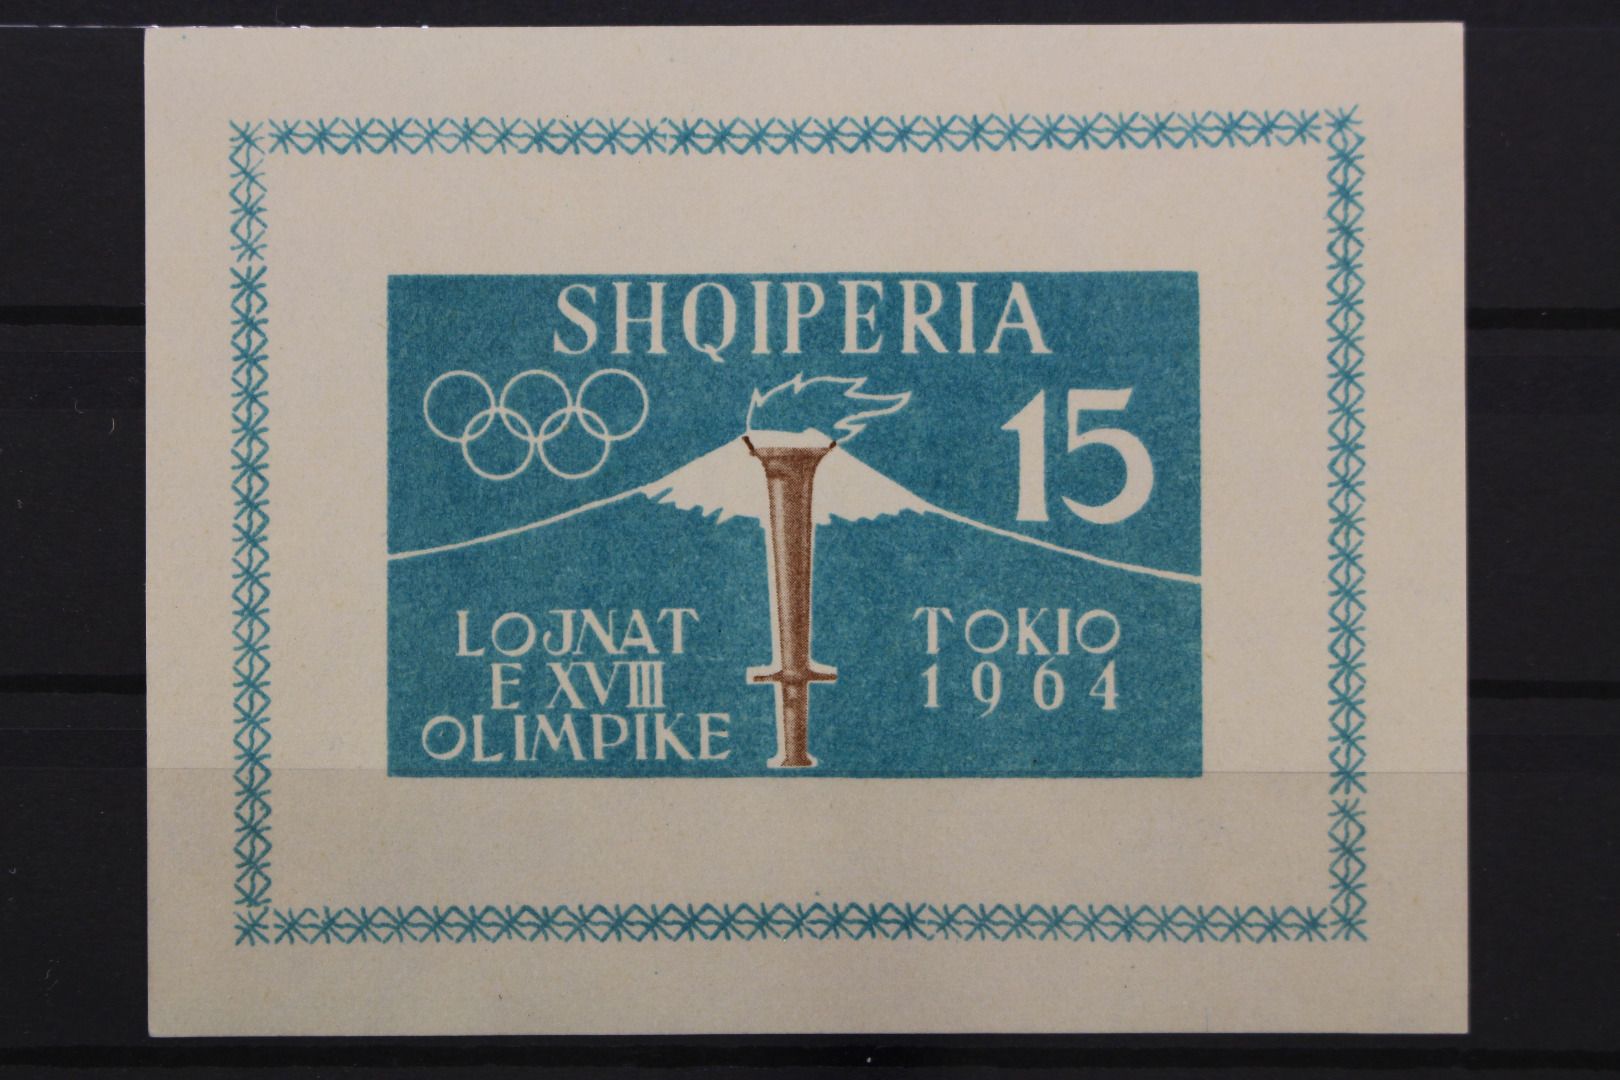 SHQIPERIA
15
LOJNAT
E XVIII
OLIMPIKE
TOKIO
1964